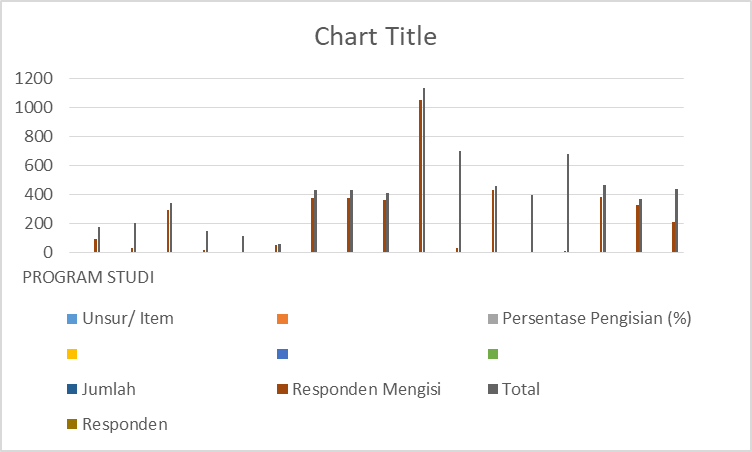 Chart Title
1200
1000
800
600
400
200
0
PROGRAM STUDI
Unsur/ Item
Persentase Pengisian (%)
Jumlah
Responden Mengisi
Total
Responden